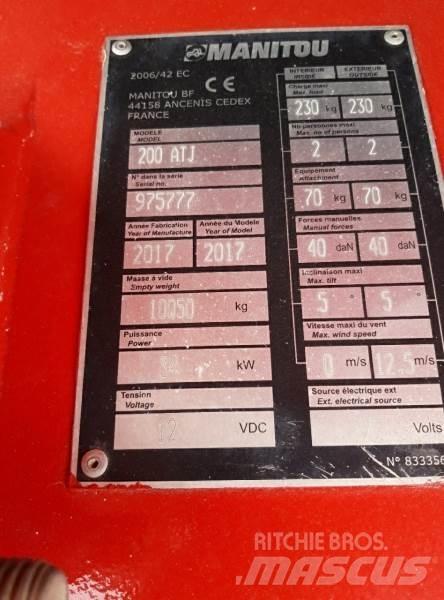 MANITOU
2006/42 EC CE
MANITOU BF
44158 ANCENIS CEDEX
FRANCE
MODELE
MODEL
200 ATJ
N° dans la série
Serial no.
975777
Année Fabrication
Year of Manufacture
Année du Modele
Year of Model
2017 2017
Masse à vide
Empty weight
10050 kg
Puissance
Power
kW
Tension
Voltage
12 VDC
INTERIEUR
INSIDE
EXTERIEUR
OUTSIDE
Charge maxi
Max. load
230 kg 230 kg
Nb personnes maxi
Max. no of persons
2 2
Equipement
Attachment
70 kg 70 kg
Forces manuelles
Manual forces
40 daN 40 daN
Inclinaison maxi
Max. tilt
5 5 °
Vitesse maxi du vent
Max. wind speed
0 m/s 12.5 m/s
Source électrique ext
Ext. electrical source
Volts
N° 833356
RITCHIE BROS.
MASCUS